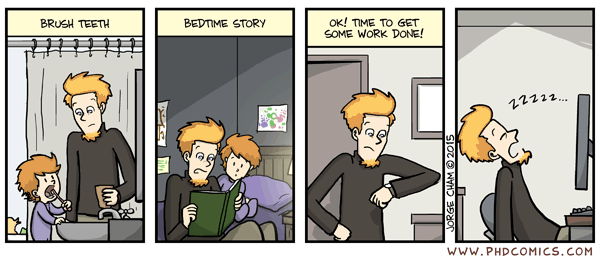 BRUSH TEETH
BEDTIME STORY
OK! TIME TO GET
SOME WORK DONE!
ZZZZZ...
JORGE CHAM © 2015
WWW.PHDCOMICS.COM